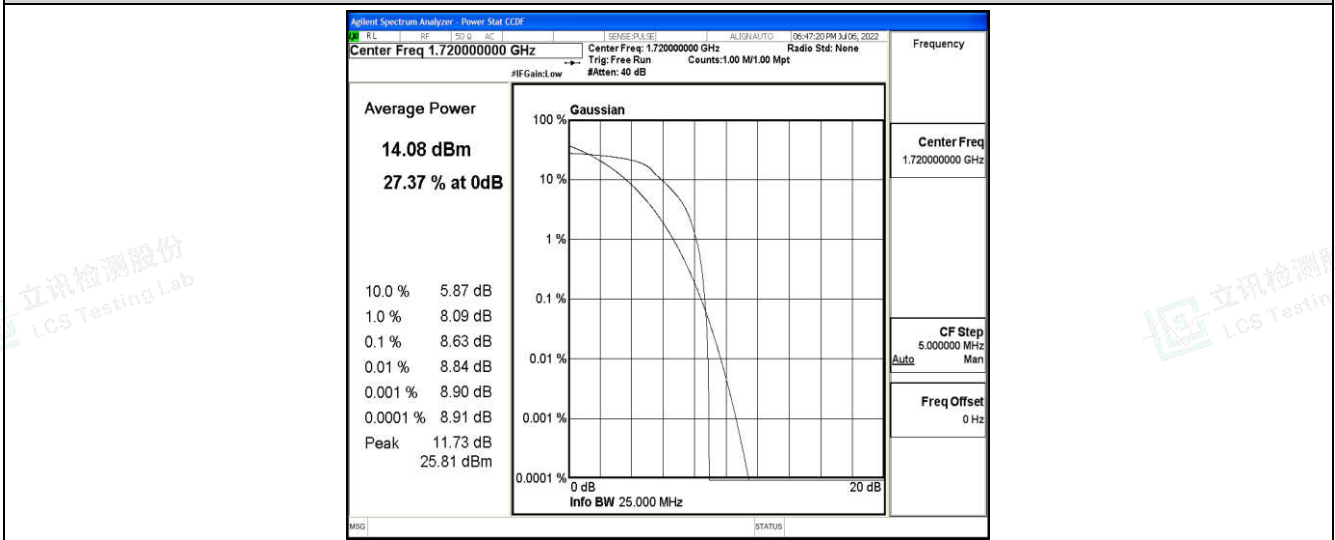 Agilent Spectrum Analyzer - Power Stat CCDF
RL RF 50 Ω AC SENSE:PULSE ALIGN AUTO 06:47:20 PM Jul 06, 2022
Center Freq 1.720000000 GHz
Center Freq: 1.720000000 GHz Radio Std: None
Trig: Free Run Counts:1.00 M/1.00 Mpt
#IFGain:Low #Atten: 40 dB
Frequency
Average Power
14.08 dBm
27.37 % at 0dB
10.0 % 5.87 dB
1.0 % 8.09 dB
0.1 % 8.63 dB
0.01 % 8.84 dB
0.001 % 8.90 dB
0.0001 % 8.91 dB
Peak 11.73 dB
25.81 dBm
Gaussian
100 %
10 %
1 %
0.1 %
0.01 %
0.001 %
0.0001 %
0 dB 20 dB
Info BW 25.000 MHz
Center Freq
1.720000000 GHz
CF Step
5.000000 MHz
Auto Man
Freq Offset
0 Hz
MSG STATUS
立讯检测股份
LCS Testing Lab
立讯检测
LCS Testin